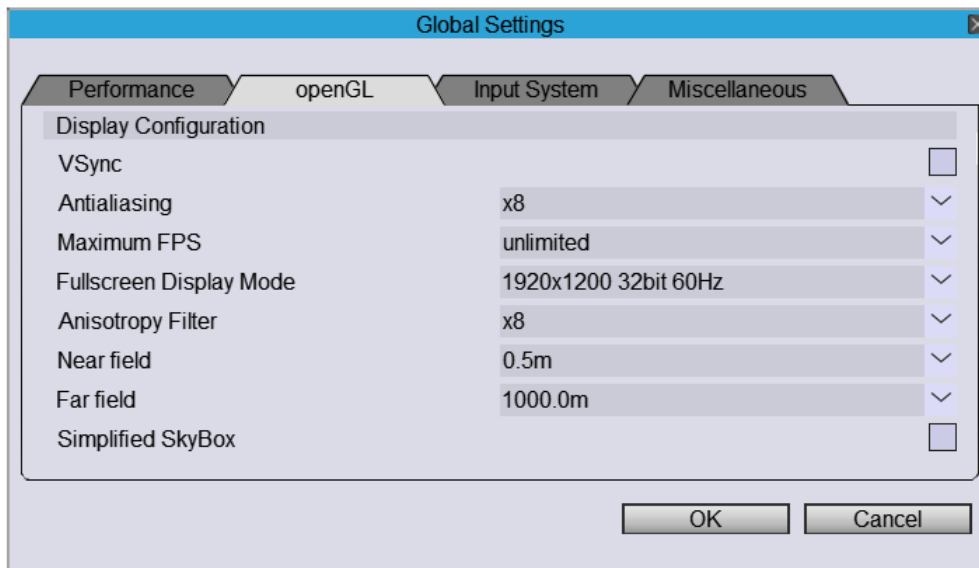 Global Settings
Performance openGL Input System Miscellaneous
Display Configuration
VSync
Antialiasing x8
Maximum FPS unlimited
Fullscreen Display Mode 1920x1200 32bit 60Hz
Anisotropy Filter x8
Near field 0.5m
Far field 1000.0m
Simplified SkyBox
OK Cancel